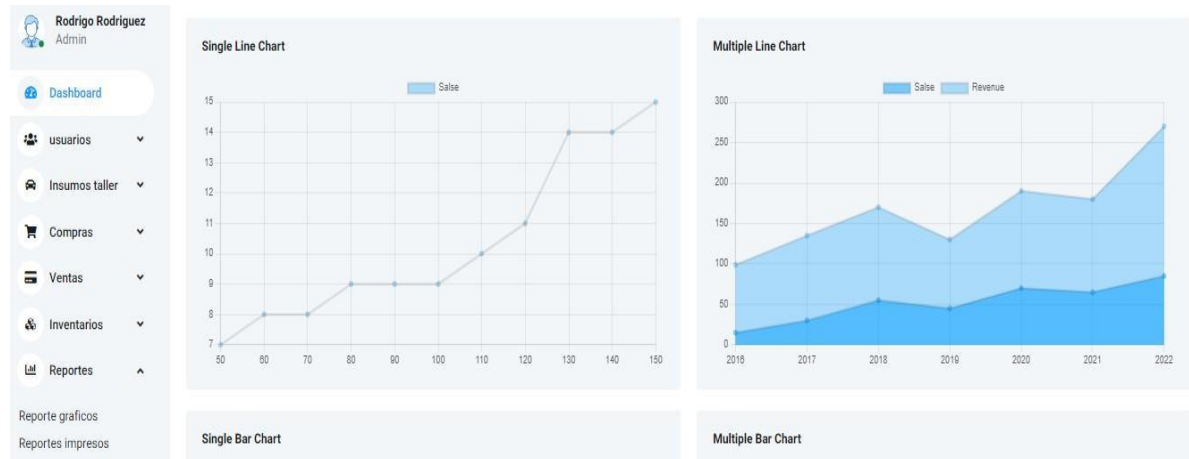 Rodrigo Rodriguez
Admin
Dashboard
usuarios
Insumos taller
Compras
Ventas
Inventarios
Reportes
Reporte graficos
Reportes impresos
Single Line Chart
Salse
15
14
13
12
11
10
9
8
7
50 60 70 80 90 100 110 120 130 140 150
Multiple Line Chart
Salse Revenue
300
250
200
150
100
50
0
2016 2017 2018 2019 2020 2021 2022
Single Bar Chart
Multiple Bar Chart